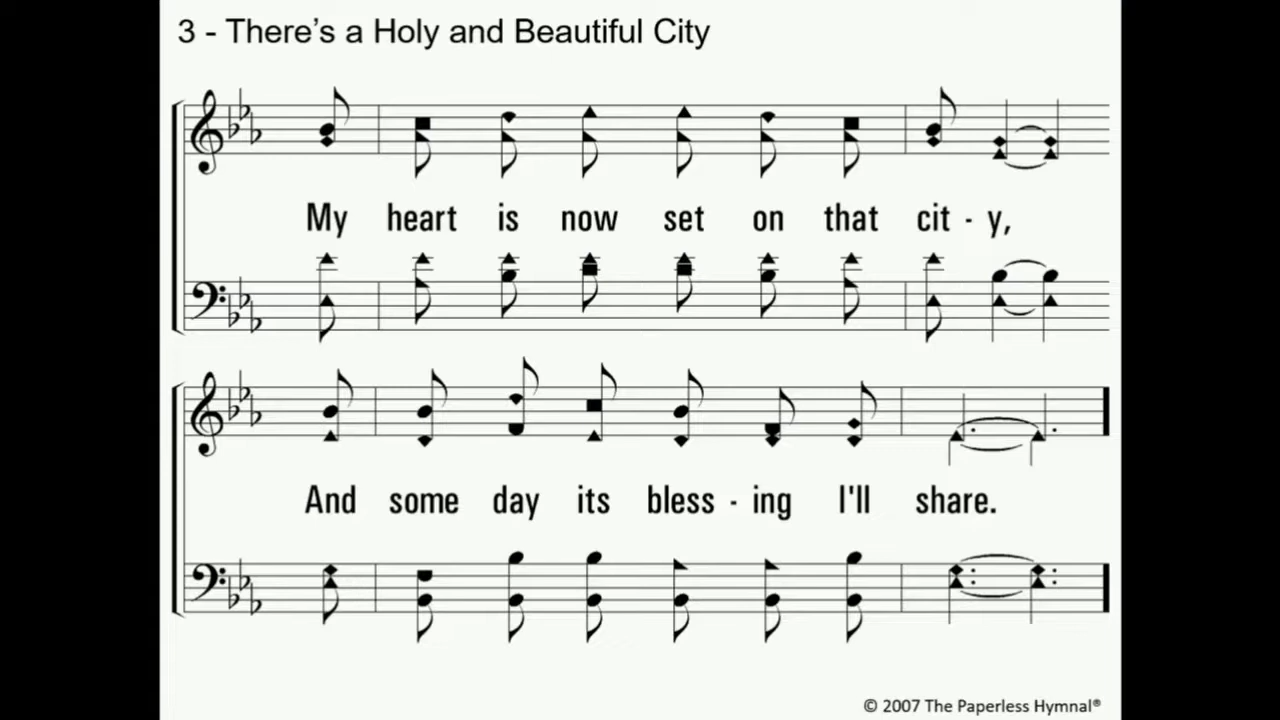 3 - There’s a Holy and Beautiful City
My heart is now set on that cit - y,
And some day its bless - ing I'll share.
© 2007 The Paperless Hymnal®